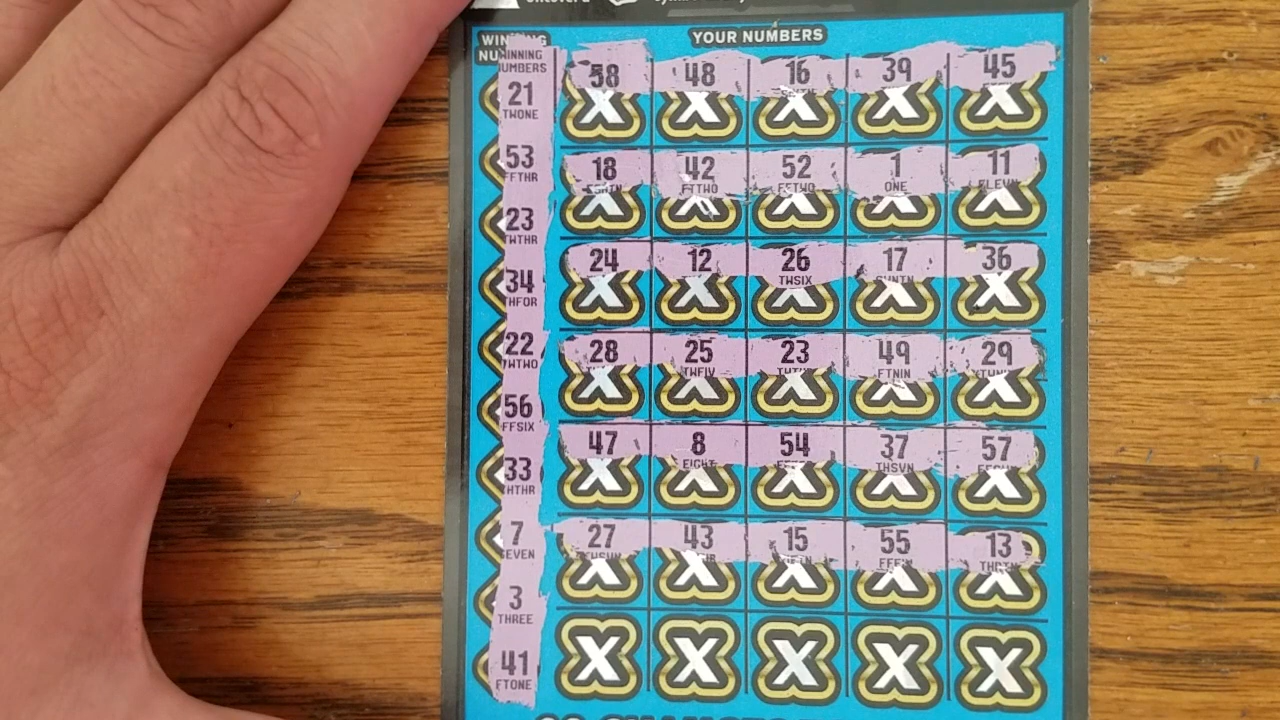 YOUR NUMBERS
WINNING
NUMBERS
58 48 16 39 45
21
TWONE
18 42 52 1 11
FTTWO FFTWO ONE ELEVN
53
FFTHR
23
TWTHR
24 12 26 17 36
TWSIX SVNTN
34
THFOR
28 25 23 49 29
TWFIV FTNIN
22
TWTWO
56
FFSIX
47 8 54 37 57
EIGHT THSVN
33
THTHR
27 43 15 55 13
FFFIV THRTN
7
SEVEN
3
THREE
41
FTONE
X X X X X